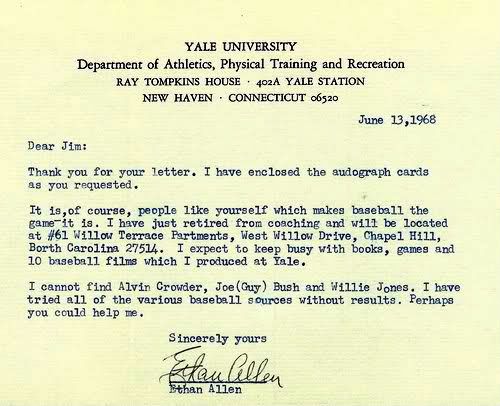 YALE UNIVERSITY
Department of Athletics, Physical Training and Recreation
RAY TOMPKINS HOUSE · 402A YALE STATION
NEW HAVEN · CONNECTICUT 06520
June 13,1968
Dear Jim:
Thank you for your letter. I have enclosed the audograph cards
as you requested.
It is,of course, people like yourself which makes baseball the
game-it is. I have just retired from coaching and will be located
at #61 Willow Terrace Partments, West Willow Drive, Chapel Hill,
Borth Carolina 27514. I expect to keep busy with books, games and
10 baseball films which I produced at Yale.
I cannot find Alvin Crowder, Joe(Guy) Bush and Willie Jones. I have
tried all of the various baseball sources without results. Perhaps
you could help me.
Sincerely yours
Ethan Allen
Ethan Allen